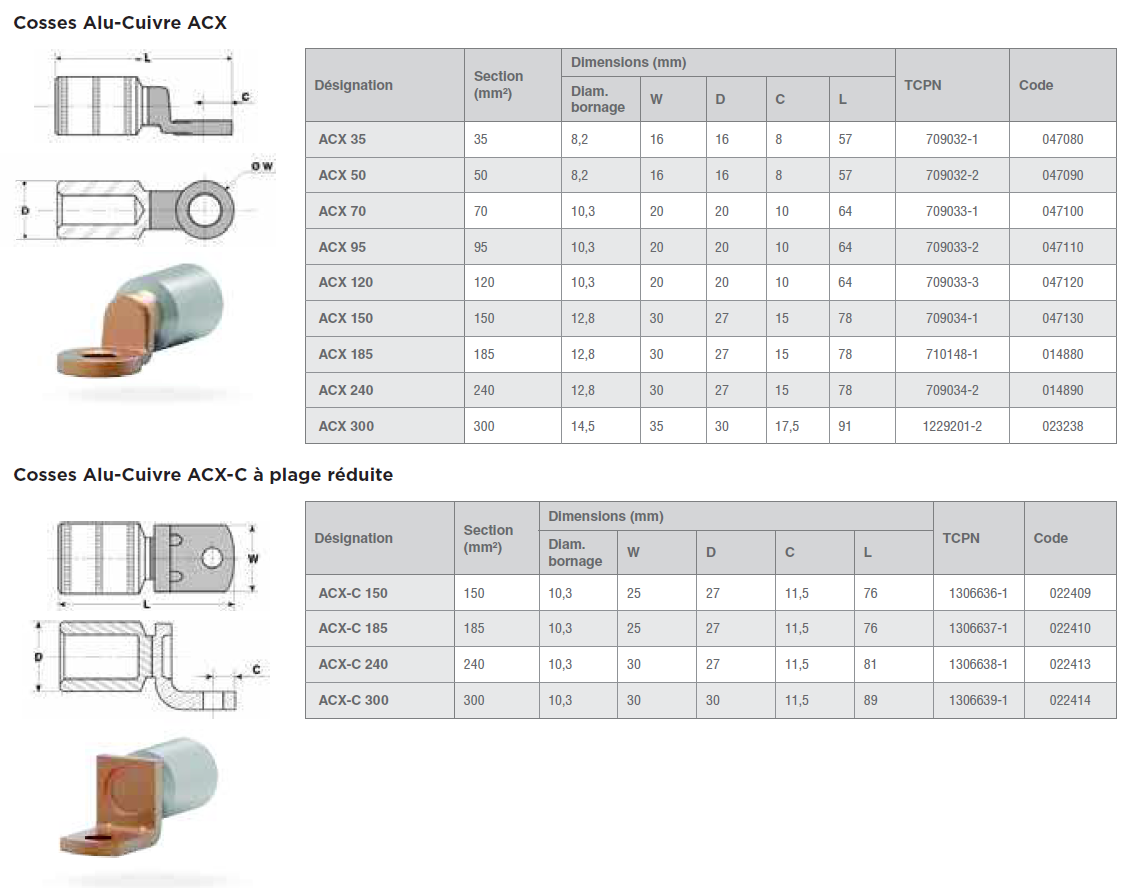 Cosses Alu-Cuivre ACX
L
C
Ø W
D
Désignation Section (mm²) Dimensions (mm) TCPN Code
Diam. bornage W D C L
ACX 35 35 8,2 16 16 8 57 709032-1 047080
ACX 50 50 8,2 16 16 8 57 709032-2 047090
ACX 70 70 10,3 20 20 10 64 709033-1 047100
ACX 95 95 10,3 20 20 10 64 709033-2 047110
ACX 120 120 10,3 20 20 10 64 709033-3 047120
ACX 150 150 12,8 30 27 15 78 709034-1 047130
ACX 185 185 12,8 30 27 15 78 710148-1 014880
ACX 240 240 12,8 30 27 15 78 709034-2 014890
ACX 300 300 14,5 35 30 17,5 91 1229201-2 023238
Cosses Alu-Cuivre ACX-C à plage réduite
W
L
D
C
Désignation Section (mm²) Dimensions (mm) TCPN Code
Diam. bornage W D C L
ACX-C 150 150 10,3 25 27 11,5 76 1306636-1 022409
ACX-C 185 185 10,3 25 27 11,5 76 1306637-1 022410
ACX-C 240 240 10,3 30 27 11,5 81 1306638-1 022413
ACX-C 300 300 10,3 30 30 11,5 89 1306639-1 022414